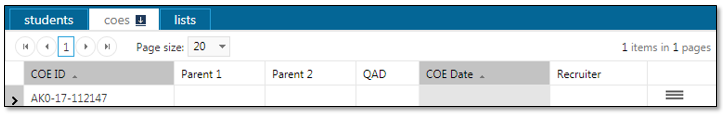 students coes lists
1 Page size: 20 1 items in 1 pages
COE ID Parent 1 Parent 2 QAD COE Date Recruiter
AK0-17-112147